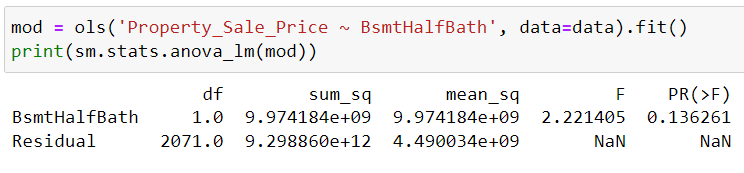 mod = ols('Property_Sale_Price ~ BsmtHalfBath', data=data).fit()
print(sm.stats.anova_lm(mod))
df sum_sq mean_sq F PR(>F)
BsmtHalfBath 1.0 9.974184e+09 9.974184e+09 2.221405 0.136261
Residual 2071.0 9.298860e+12 4.490034e+09 NaN NaN